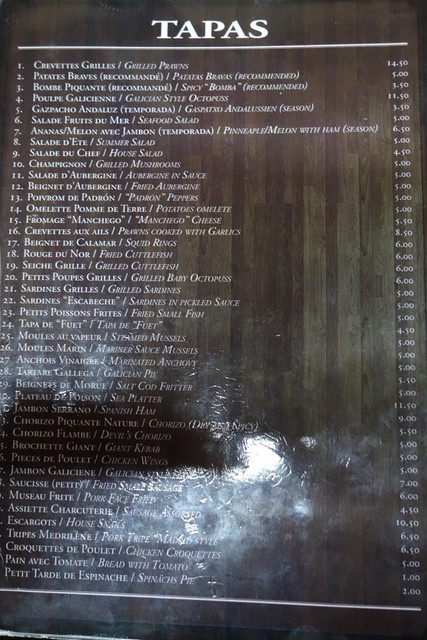 TAPAS
1. Crevettes Grilles / Grilled Prawns 14.50
2. Patates Braves (recommandé) / Patatas Bravas (recommended) 5.00
3. Bombe Piquante (recommandé) / Spicy "Bomba" (recommended) 3.50
4. Poulpe Galicienne / Galician Style Octopuss 11.50
5. Gazpacho Andaluz (temporada) / Gaspatxo Andalussien (season) 3.50
6. Salade Fruits du Mer / Seafood Salad 5.00
7. Ananas/Melon avec Jambon (temporada) / Pinneaple/Melon with ham (season) 6.50
8. Salade d'Ete / Summer Salad 5.00
9. Salade du Chef / House Salad 4.50
10. Champignon / Grilled Mushrooms 5.00
11. Salade d'Aubergine / Aubergine in Sauce 5.00
12. Beignet d'Aubergine / Fried Aubergine 5.00
13. Poivrom de Padrón / "Padron" Peppers 5.00
14. Omelette Pomme de Terre / Potatoes omelete 5.00
15. Fromage "Manchego" / "Manchego" Cheese 5.50
16. Crevettes aux ails / Prawns cooked with Garlics 8.50
17. Beignet de Calamar / Squid Rings 6.00
18. Rouge du Nor / Fried Cuttlefish 6.00
19. Seiche Grille / Grilled Cuttlefish 6.00
20. Petits Poupes Grilles / Grilled Baby Octopuss 6.00
21. Sardines Grilles / Grilled Sardines 5.00
22. Sardines "Escabeche" / Sardines in pickled Sauce 5.00
23. Petits Poissons Frites / Fried Small Fish 5.00
24. Tapa de "Fuet" / Tapa de "Fuet" 4.50
25. Moules au vapeur / Steamed Mussels 5.00
26. Moules Marin / Mariner Sauce Mussels 5.00
27 Anchois Vinaigre / Marinated Anchovy 5.00
28. Tartare Gallega / Galician Pie 5.50
29. Beignets de Morue / Salt Cod Fritter 5.50
Plateau de Poison / Sea Platter 11.50
Jambon Serrano / Spanish Ham 9.00
Chorizo Piquante Nature / Chorizo 5.50
Chorizo Flambe / Devil's Chorizo 5.00
Brochette Giant / Giant Kebab 5.00
Pieces de Poulet / Chicken Wings 5.00
Jambon Galiciene / Galician 5.00
Saucisse (petit) / Fried Small Sausage 7.00
Museau Frite / Pork Face Fried 6.00
Assiette Charcuterie / Sausage Assorted 4.50
Escargots / House Snails 10.50
Tripes Medrilène / Pork Tripe "Madrid Style 6.50
Croquettes de Poulet / Chicken Croquettes 5.00
Pain avec Tomate / Bread with Tomato 1.00
Petit Tarde de Espinache / Spinachs Pie 2.00